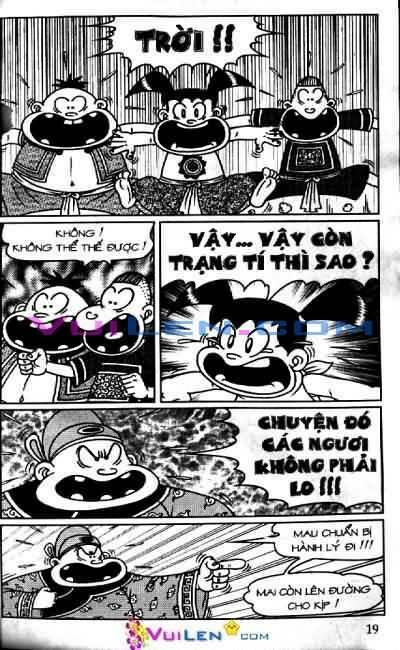 TRỜI !!
KHÔNG !
KHÔNG THỂ THẾ ĐƯỢC !
VẬY... VẬY CÒN
TRẠNG TÍ THÌ SAO ?
VuiLen.com
CHUYỆN ĐÓ
CÁC NGƯƠI
KHÔNG PHẢI
LO !!!
MAU CHUẨN BỊ
HÀNH LÝ ĐI !!!
MAI CÒN LÊN ĐƯỜNG
CHO KỊP !
19
VuiLen.com